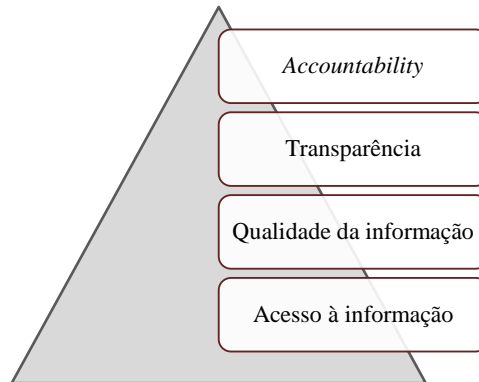 Accountability
Transparência
Qualidade da informação
Acesso à informação